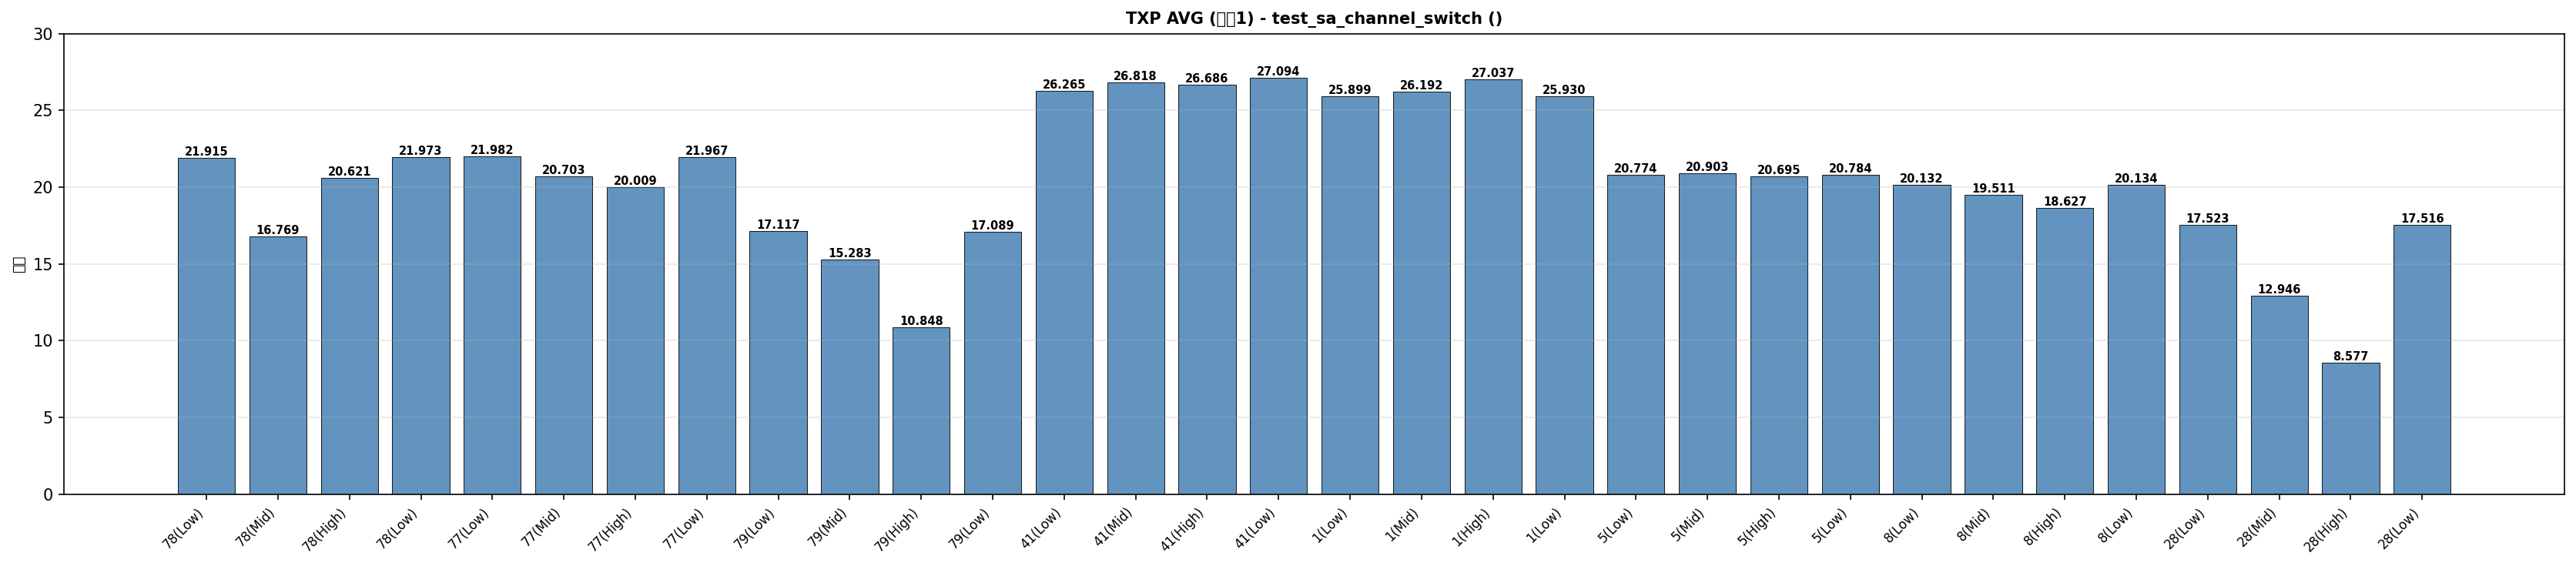 TXP AVG (1) - test_sa_channel_switch ()
30
25
20
15
10
5
0
21.915
16.769
20.621
21.973
21.982
20.703
20.009
21.967
17.117
15.283
10.848
17.089
26.265
26.818
26.686
27.094
25.899
26.192
27.037
25.930
20.774
20.903
20.695
20.784
20.132
19.511
18.627
20.134
17.523
12.946
8.577
17.516
78(Low)
78(Mid)
78(High)
78(Low)
77(Low)
77(Mid)
77(High)
77(Low)
79(Low)
79(Mid)
79(High)
79(Low)
41(Low)
41(Mid)
41(High)
41(Low)
1(Low)
1(Mid)
1(High)
1(Low)
5(Low)
5(Mid)
5(High)
5(Low)
8(Low)
8(Mid)
8(High)
8(Low)
28(Low)
28(Mid)
28(High)
28(Low)